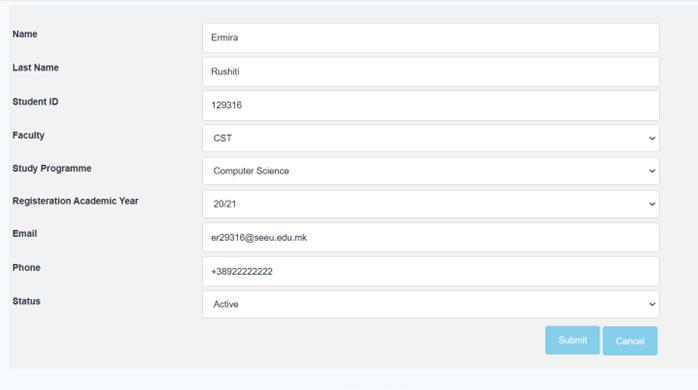 Name Ermira
Last Name Rushiti
Student ID 129316
Faculty CST
Study Programme Computer Science
Registeration Academic Year 20/21
Email er29316@seeu.edu.mk
Phone +38922222222
Status Active
Submit Cancel